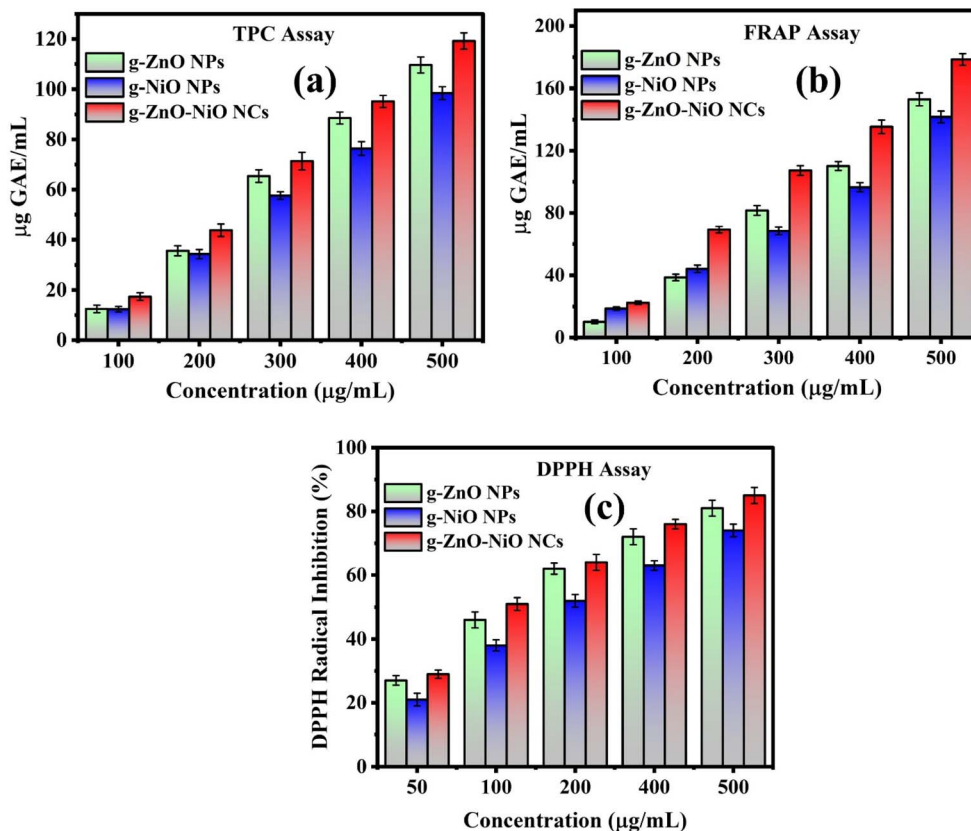 TPC Assay
g-ZnO NPs
g-NiO NPs
g-ZnO-NiO NCs
(a)
120
100
80
60
40
20
0
µg GAE/mL
100 200 300 400 500
Concentration (µg/mL)
FRAP Assay
g-ZnO NPs
g-NiO NPs
g-ZnO-NiO NCs
(b)
200
160
120
80
40
0
µg GAE/mL
100 200 300 400 500
Concentration (µg/mL)
DPPH Assay
g-ZnO NPs
g-NiO NPs
g-ZnO-NiO NCs
(c)
100
80
60
40
20
0
DPPH Radical Inhibition (%)
50 100 200 400 500
Concentration (µg/mL)